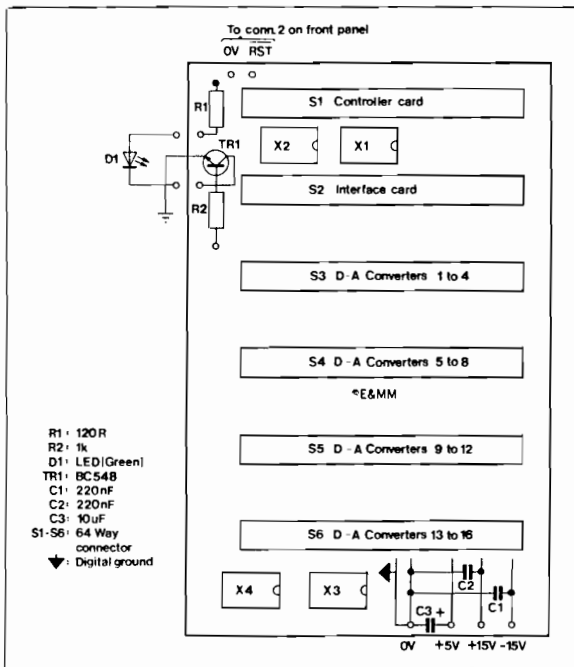 To conn. 2 on front panel
0V RST
R1
S1 Controller card
TR1
X2
X1
D1
S2 Interface card
R2
S3 D-A Converters 1 to 4
S4 D-A Converters 5 to 8
©E&MM
S5 D-A Converters 9 to 12
R1: 120R
R2: 1k
D1: LED(Green)
TR1: BC548
C1: 220nF
C2: 220nF
C3: 10uF
S1-S6: 64 Way
connector
: Digital ground
S6 D-A Converters 13 to 16
X4
X3
C2
C1
C3 +
0V +5V +15V -15V